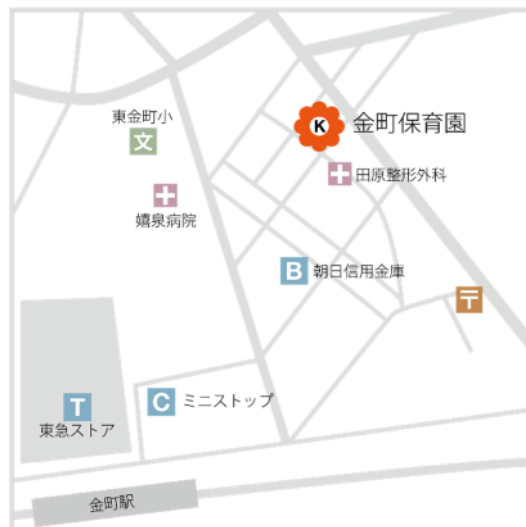 東金町小
文
K
金町保育園
田原整形外科
嬉泉病院
B
朝日信用金庫
〒
T
東急ストア
C
ミニストップ
金町駅